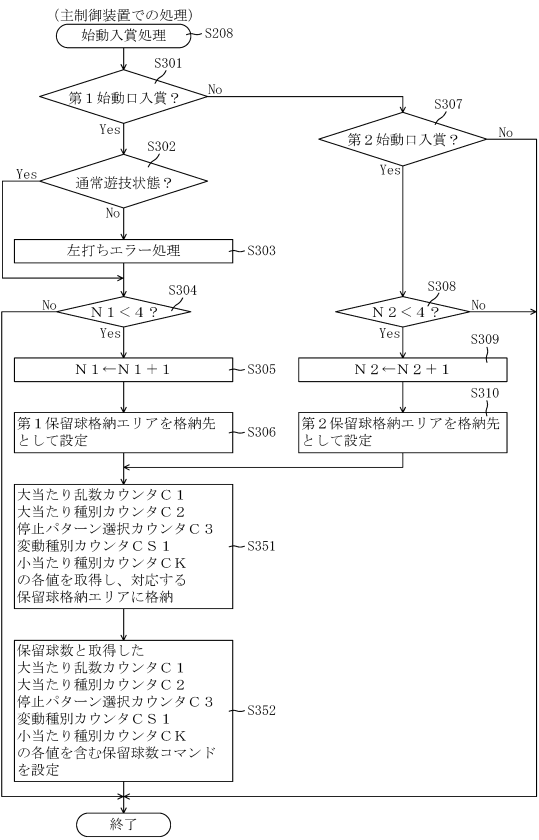 (主制御装置での処理)
始動入賞処理
S208
S301
第1始動口入賞?
No
Yes
S307
第2始動口入賞?
No
Yes
S302
通常遊技状態?
Yes
No
左打ちエラー処理
S303
S304
N1<4?
No
Yes
S308
N2<4?
No
Yes
N1←N1+1
S305
S309
N2←N2+1
第1保留球格納エリアを格納先
として設定
S306
S310
第2保留球格納エリアを格納先
として設定
大当たり乱数カウンタC1
大当たり種別カウンタC2
停止パターン選択カウンタC3
変動種別カウンタCS1
小当たり種別カウンタCK
の各値を取得し、対応する
保留球格納エリアに格納
S351
保留球数と取得した
大当たり乱数カウンタC1
大当たり種別カウンタC2
停止パターン選択カウンタC3
変動種別カウンタCS1
小当たり種別カウンタCK
の各値を含む保留球数コマンド
を設定
S352
終了